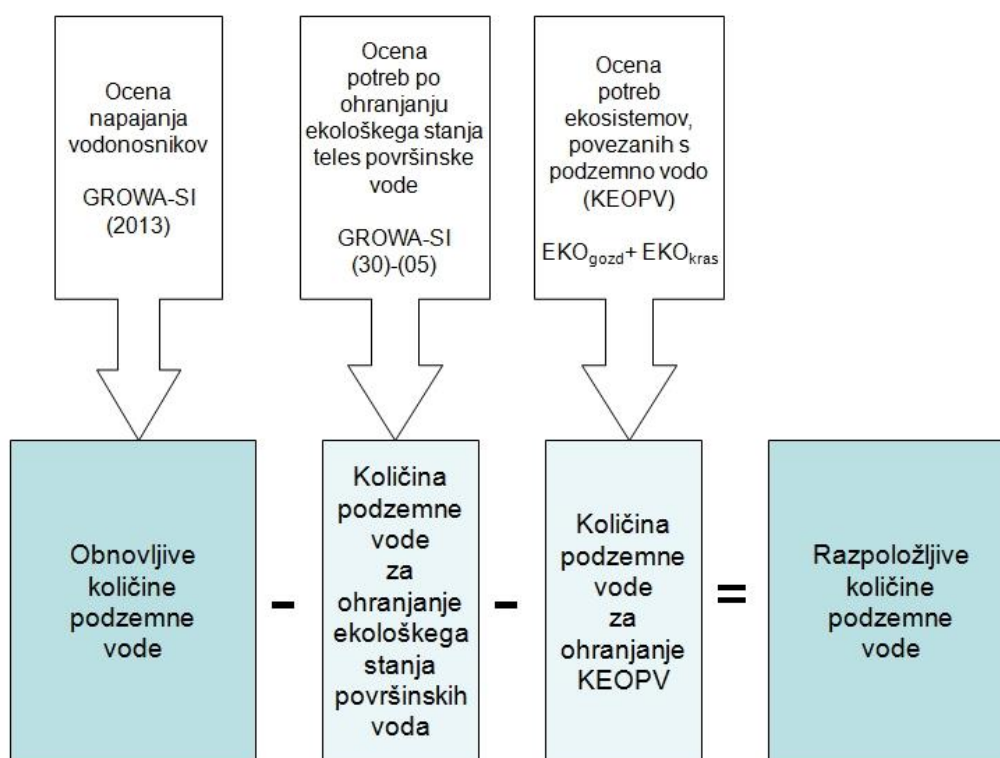 Ocena
napajanja
vodonosnikov
GROWA-SI
(2013)
Ocena
potreb po
ohranjanju
ekološkega stanja
teles površinske
vode
GROWA-SI
(30)-(05)
Ocena
potreb
ekosistemov,
povezanih s
podzemno vodo
(KEOPV)
EKOgozd+ EKOkras
Obnovljive
količine
podzemne
vode
-
Količina
podzemne
vode
za
ohranjanje
ekološkega
stanja
površinskih
voda
-
Količina
podzemne
vode
za
ohranjanje
KEOPV
=
Razpoložljive
količine
podzemne
vode